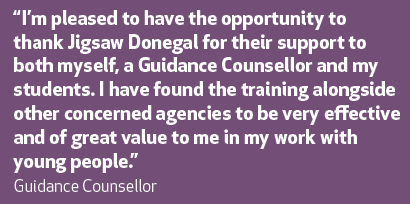 “I’m pleased to have the opportunity to
thank Jigsaw Donegal for their support to
both myself, a Guidance Counsellor and my
students. I have found the training alongside
other concerned agencies to be very effective
and of great value to me in my work with
young people.”
Guidance Counsellor